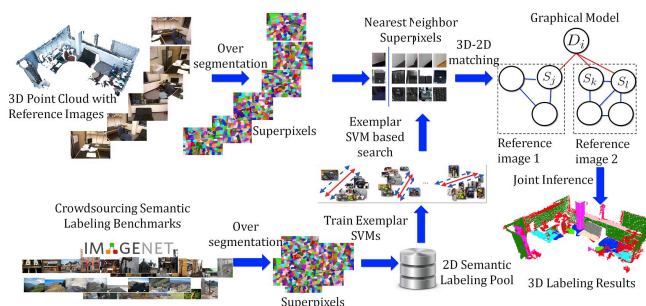 Graphical Model
Nearest Neighbor
Superpixels
D_i
Over
segmentation
3D-2D
matching
S_j
S_k
S_l
3D Point Cloud with
Reference Images
Superpixels
Exemplar
SVM based
search
Reference
image 1
Reference
image 2
Joint Inference
...
Crowdsourcing Semantic
Labeling Benchmarks
IMAGENET
Over
segmentation
Train Exemplar
SVMs
2D Semantic
Labeling Pool
Superpixels
3D Labeling Results